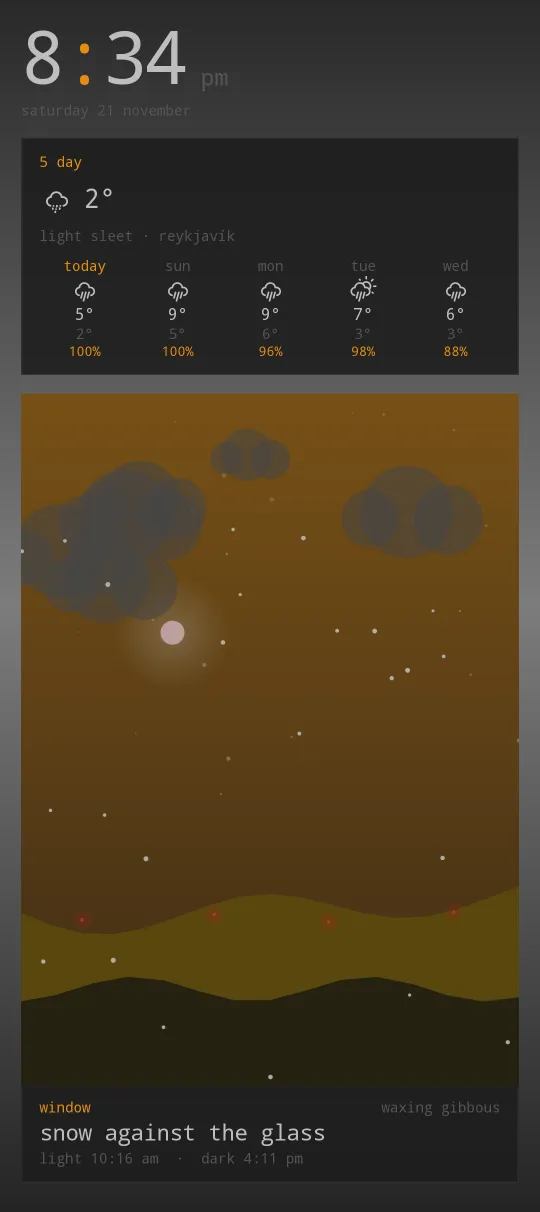 8:34 pm
saturday 21 november
5 day
2°
light sleet · reykjavík
today sun mon tue wed
5° 9° 9° 7° 6°
2° 5° 6° 3° 3°
100% 100% 96% 98% 88%
window waxing gibbous
snow against the glass
light 10:16 am · dark 4:11 pm